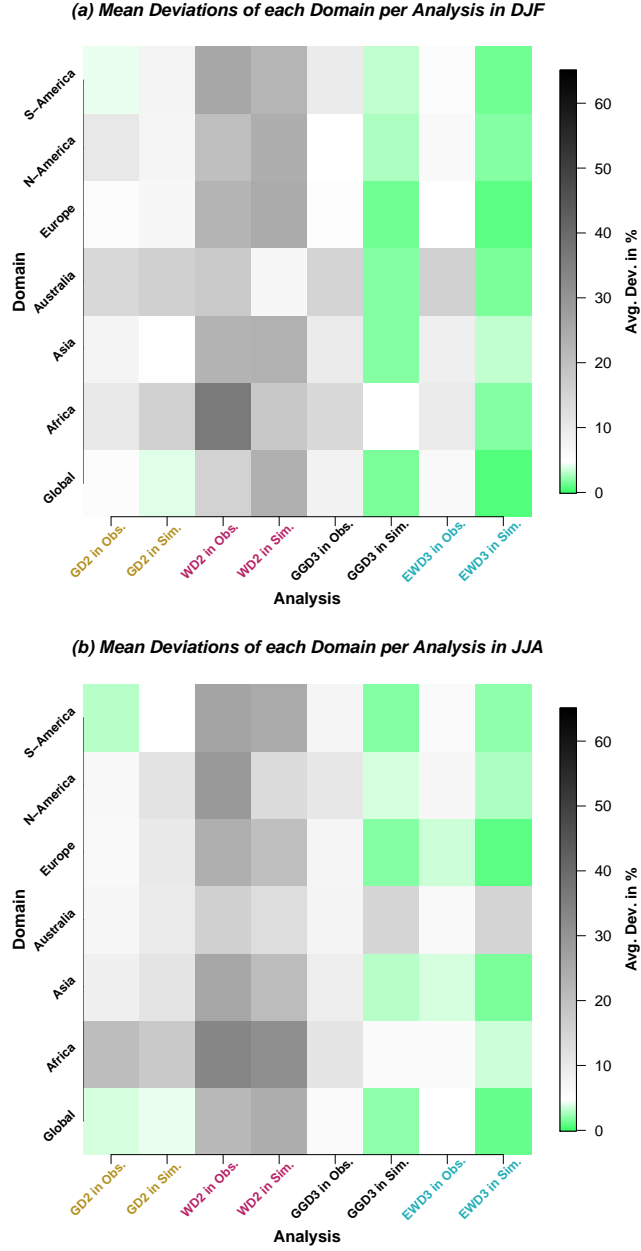 (a) Mean Deviations of each Domain per Analysis in DJF
Domain
S−America
N−America
Europe
Australia
Asia
Africa
Global
GD2 in Obs.
GD2 in Sim.
WD2 in Obs.
WD2 in Sim.
GGD3 in Obs.
GGD3 in Sim.
EWD3 in Obs.
EWD3 in Sim.
Analysis
60
50
40
30
20
10
0
Avg. Dev. in %
(b) Mean Deviations of each Domain per Analysis in JJA
Domain
S−America
N−America
Europe
Australia
Asia
Africa
Global
GD2 in Obs.
GD2 in Sim.
WD2 in Obs.
WD2 in Sim.
GGD3 in Obs.
GGD3 in Sim.
EWD3 in Obs.
EWD3 in Sim.
Analysis
60
50
40
30
20
10
0
Avg. Dev. in %